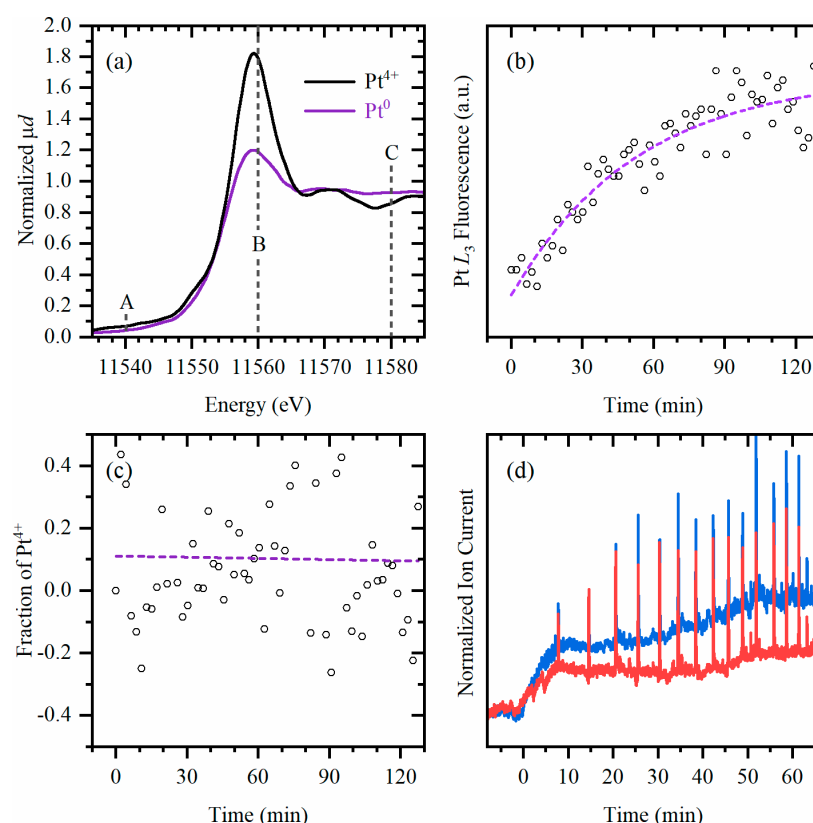 (a)
Pt⁴⁺
Pt⁰
A
B
C
2.0
1.8
1.6
1.4
1.2
1.0
0.8
0.6
0.4
0.2
0.0
Normalized μd
11540
11550
11560
11570
11580
Energy (eV)
(b)
Pt L₃ Fluorescence (a.u.)
0
30
60
90
120
Time (min)
(c)
0.4
0.2
0.0
-0.2
-0.4
Fraction of Pt⁴⁺
0
30
60
90
120
Time (min)
(d)
Normalized Ion Current
0
10
20
30
40
50
60
Time (min)